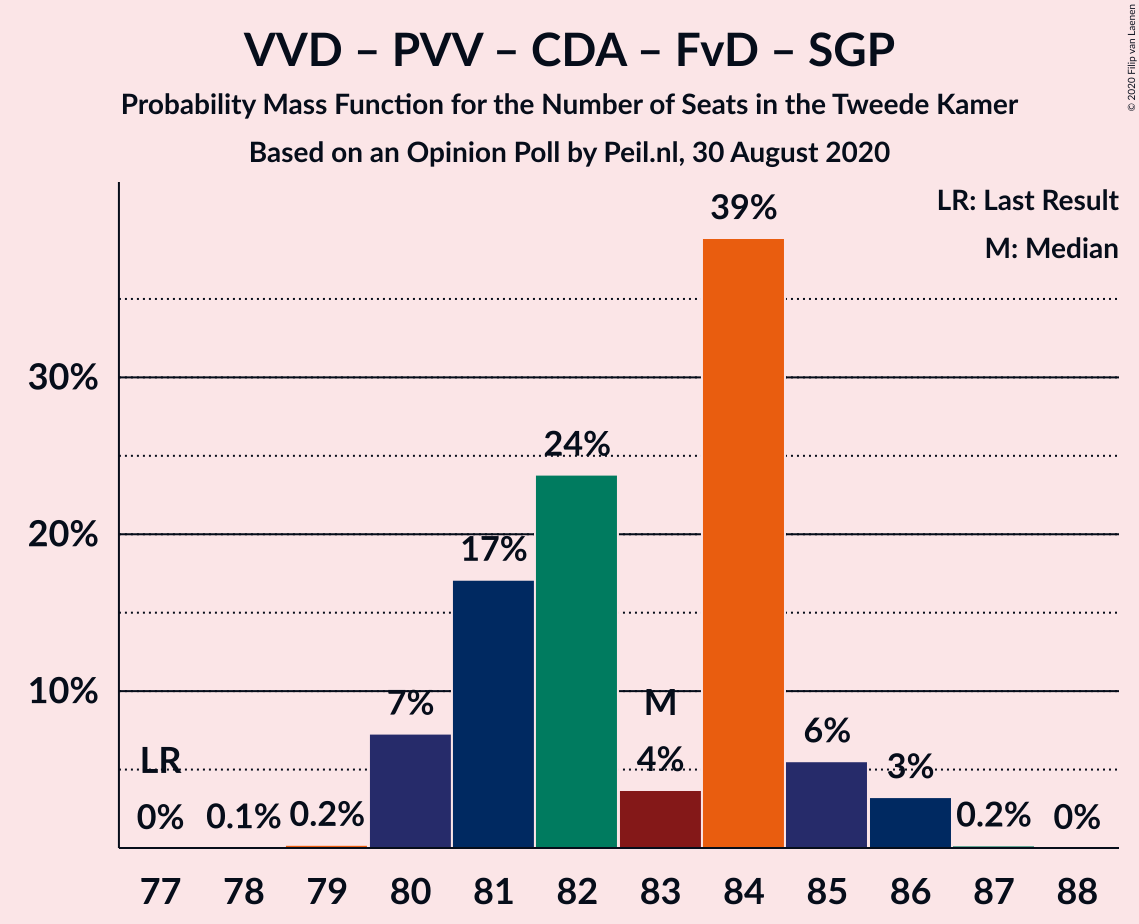 VVD – PVV – CDA – FvD – SGP
Probability Mass Function for the Number of Seats in the Tweede Kamer
Based on an Opinion Poll by Peil.nl, 30 August 2020
© 2020 Filip van Laenen
LR: Last Result
M: Median
39%
30%
24%
20%
17%
10%
7%
M
6%
LR
4%
3%
0%
0.1%
0.2%
0.2%
0%
77 78 79 80 81 82 83 84 85 86 87 88